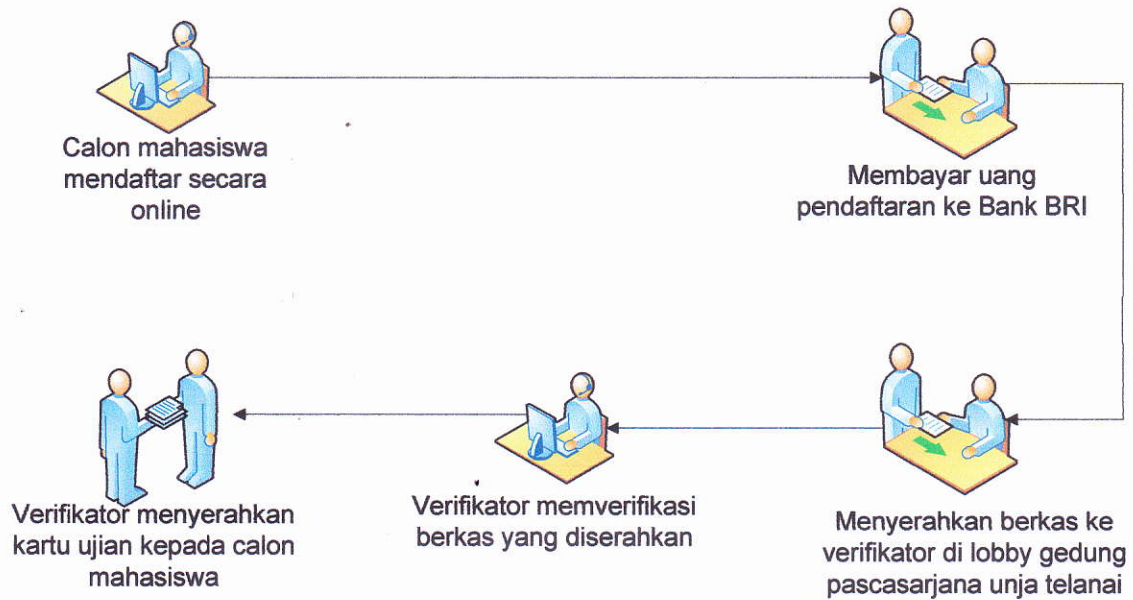 Calon mahasiswa
mendaftar secara
online
Membayar uang
pendaftaran ke Bank BRI
Menyerahkan berkas ke
verifikator di lobby gedung
pascasarjana unja telanai
Verifikator memverifikasi
berkas yang diserahkan
Verifikator menyerahkan
kartu ujian kepada calon
mahasiswa